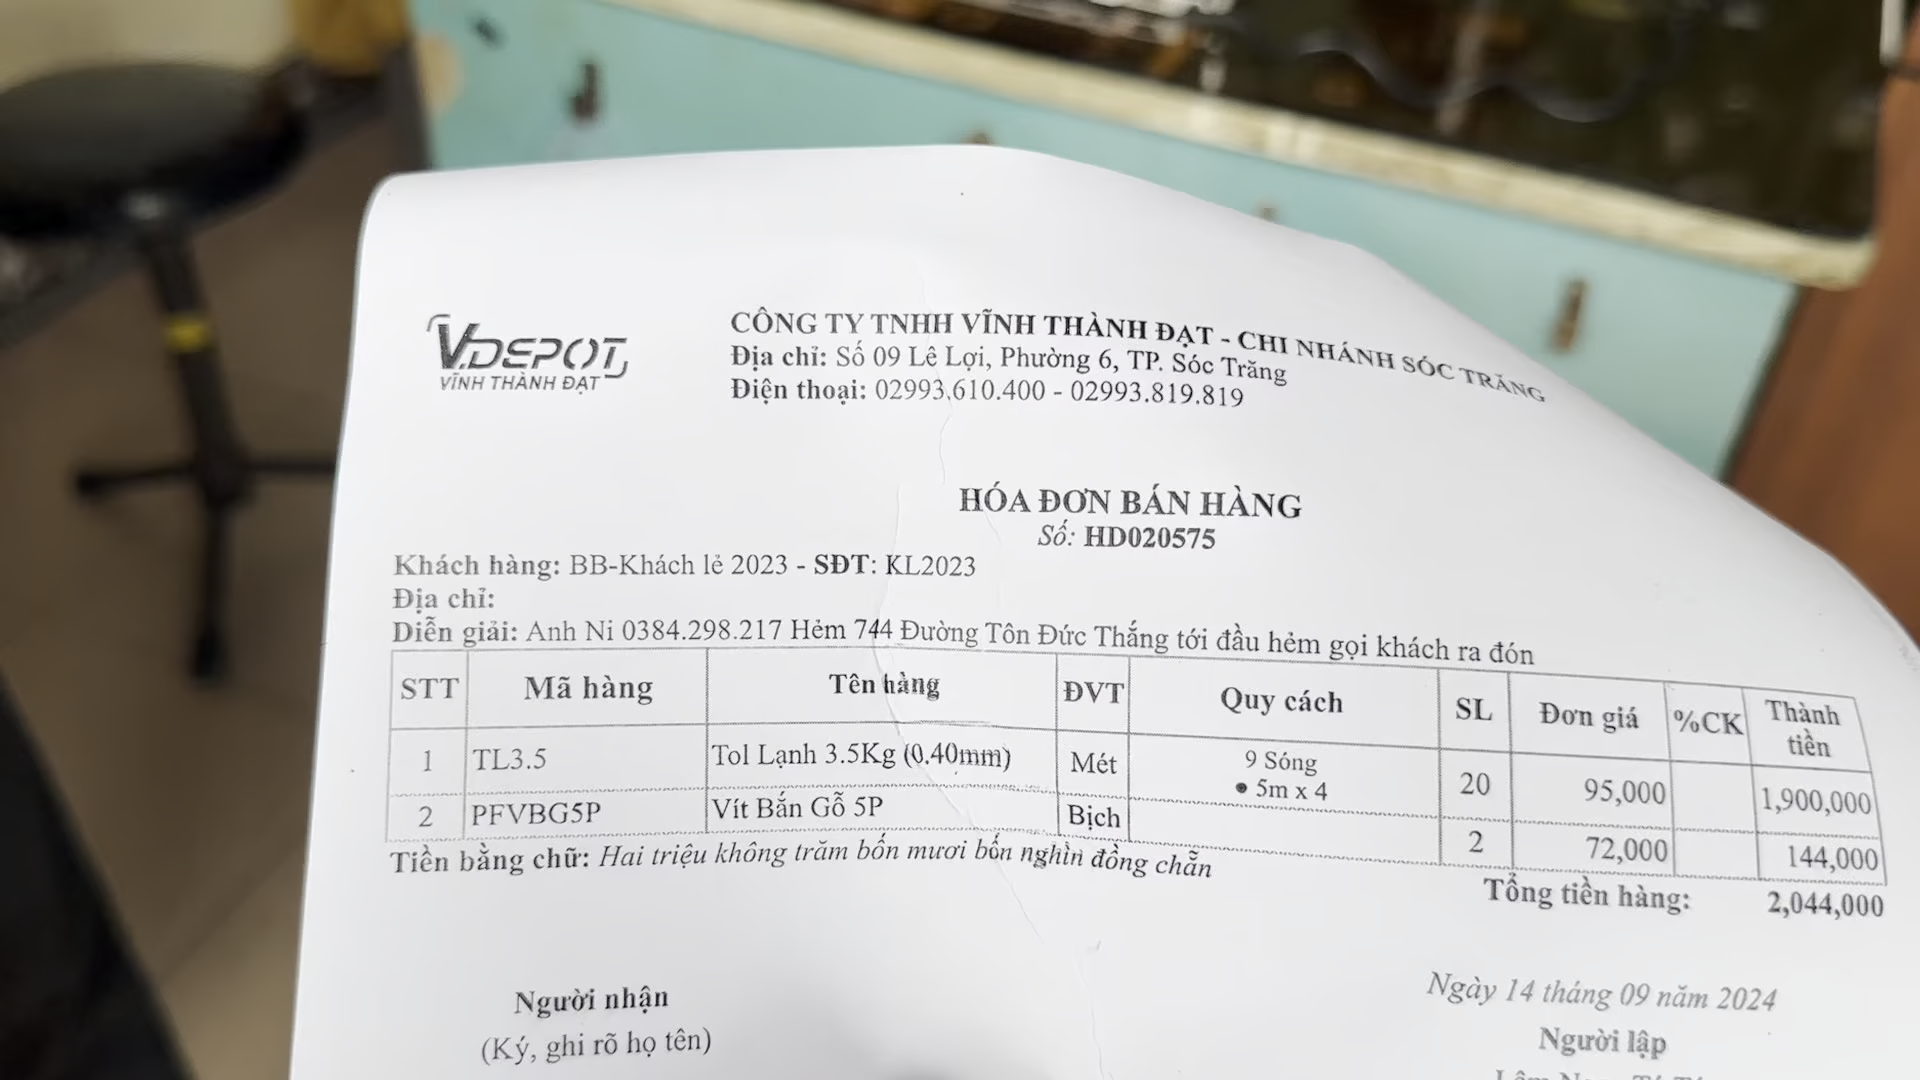 V.DEPOT
VĨNH THÀNH ĐẠT
CÔNG TY TNHH VĨNH THÀNH ĐẠT - CHI NHÁNH SÓC TRĂNG
Địa chỉ: Số 09 Lê Lợi, Phường 6, TP. Sóc Trăng
Điện thoại: 02993.610.400 - 02993.819.819
HÓA ĐƠN BÁN HÀNG
Số: HD020575
Khách hàng: BB-Khách lẻ 2023 - SĐT: KL2023
Địa chỉ:
Diễn giải: Anh Ni 0384.298.217 Hẻm 744 Đường Tôn Đức Thắng tới đầu hẻm gọi khách ra đón
STT Mã hàng Tên hàng ĐVT Quy cách SL Đơn giá %CK Thành tiền
1 TL3.5 Tol Lạnh 3.5Kg (0.40mm) Mét 9 Sóng 20 95,000 1,900,000
• 5m x 4
2 PFVBG5P Vít Bắn Gỗ 5P Bịch 2 72,000 144,000
Tiền bằng chữ: Hai triệu không trăm bốn mươi bốn nghìn đồng chẵn
Tổng tiền hàng: 2,044,000
Ngày 14 tháng 09 năm 2024
Người nhận
Người lập
(Ký, ghi rõ họ tên)